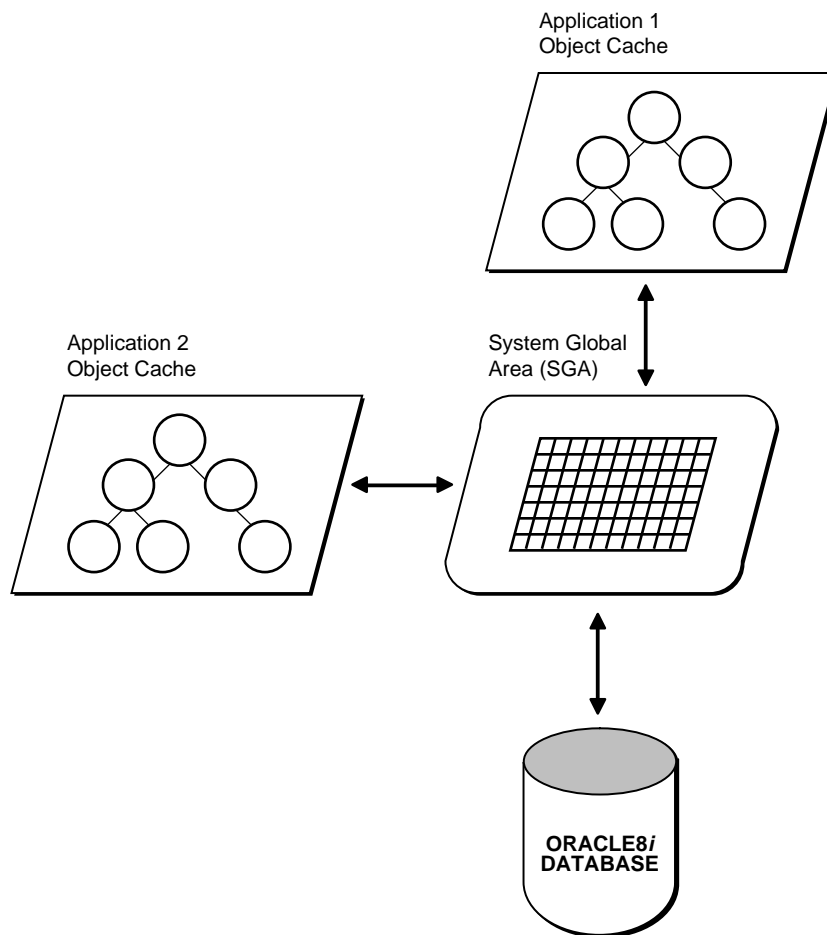 Application 1
Object Cache
Application 2
Object Cache
System Global
Area (SGA)
ORACLE8i
DATABASE